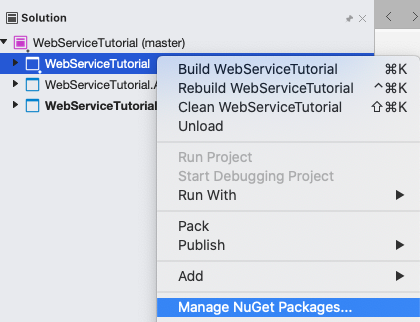 Solution
WebServiceTutorial (master)
WebServiceTutorial
WebServiceTutorial.A
WebServiceTutorial
Build WebServiceTutorial ⌘K
Rebuild WebServiceTutorial ^⌘K
Clean WebServiceTutorial ⇧⌘K
Unload
Run Project
Start Debugging Project
Run With
Pack
Publish
Add
Manage NuGet Packages...